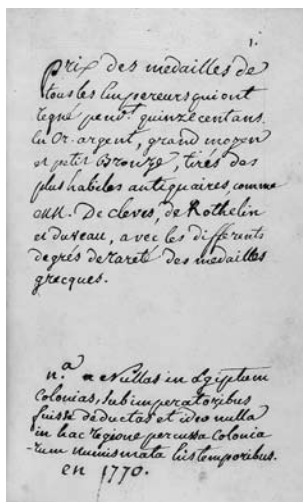 1.
Prix des medailles de
tous les Empereurs qui ont
regné pend.t quinze cent ans.
En Or. argent, grand moyen
et petit Bronze, tirés des
plus habiles antiquaires, comme
MM. De cleves, de Rothelin
et duveau, avec les differents
degrés de rareté des medailles
grecques.
n.a Nullas in Egiptum
colonias, sub imperatoribus
fuisse deductas et ideo nulla
in hac regione percussa colonia
-rum numismata his temporibus.
en 1770.